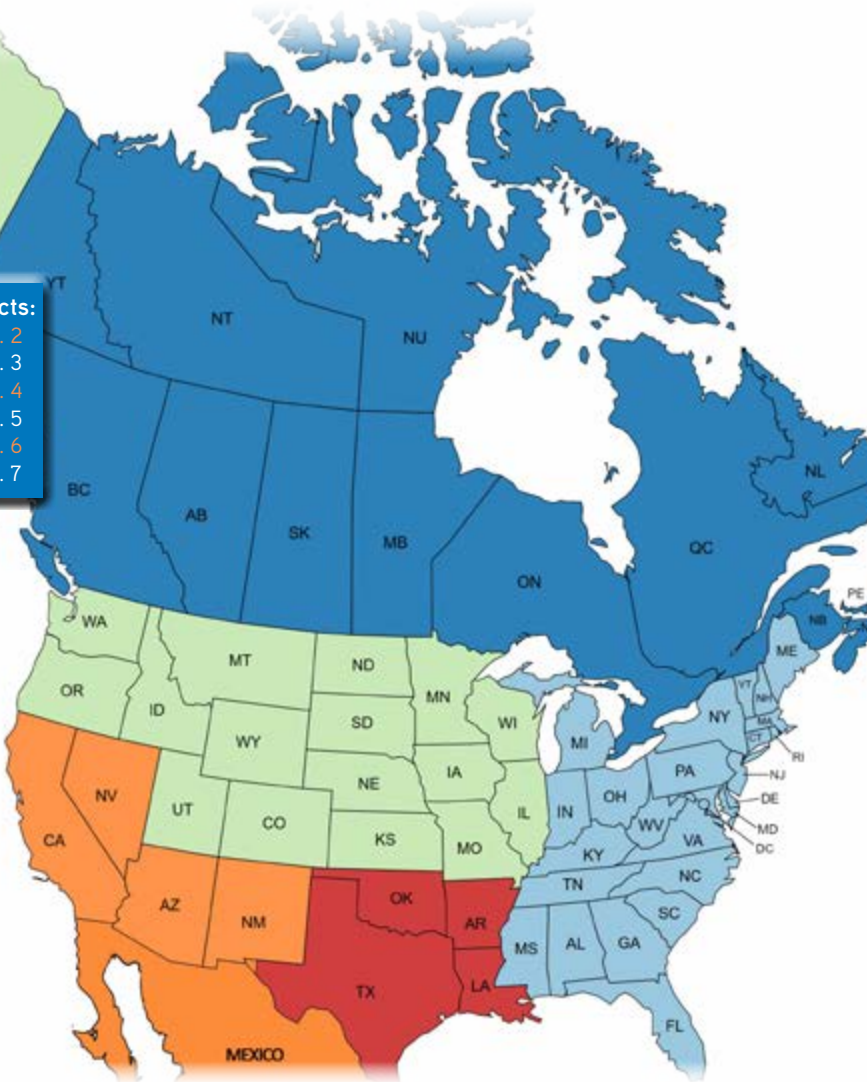 YT
cts:
. 2
. 3
. 4
. 5
. 6
. 7
NT
NU
BC
AB
SK
MB
ON
QC
NL
PE
NB
N
WA
MT
ND
MN
OR
ID
SD
WI
WY
NE
IA
NV
UT
CO
KS
MO
IL
CA
AZ
NM
OK
AR
TX
LA
MEXICO
ME
VT
NH
NY
MA
CT
RI
MI
PA
NJ
IN
OH
DE
WV
MD
VA
DC
KY
NC
TN
SC
MS
AL
GA
FL